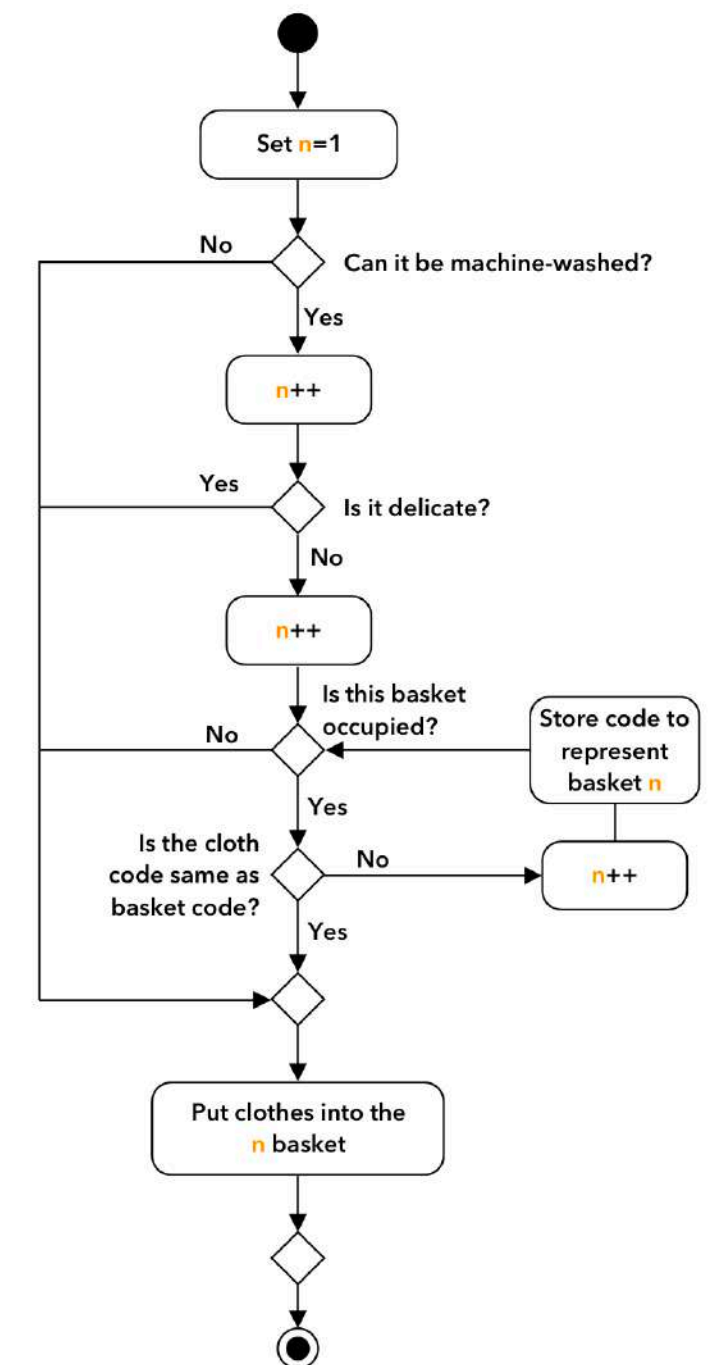 Set n=1
No
Can it be machine-washed?
Yes
n++
Yes
Is it delicate?
No
n++
Is this basket
occupied?
No
Store code to
represent
basket n
Yes
Is the cloth
code same as
basket code?
No
n++
Yes
Put clothes into the
n basket